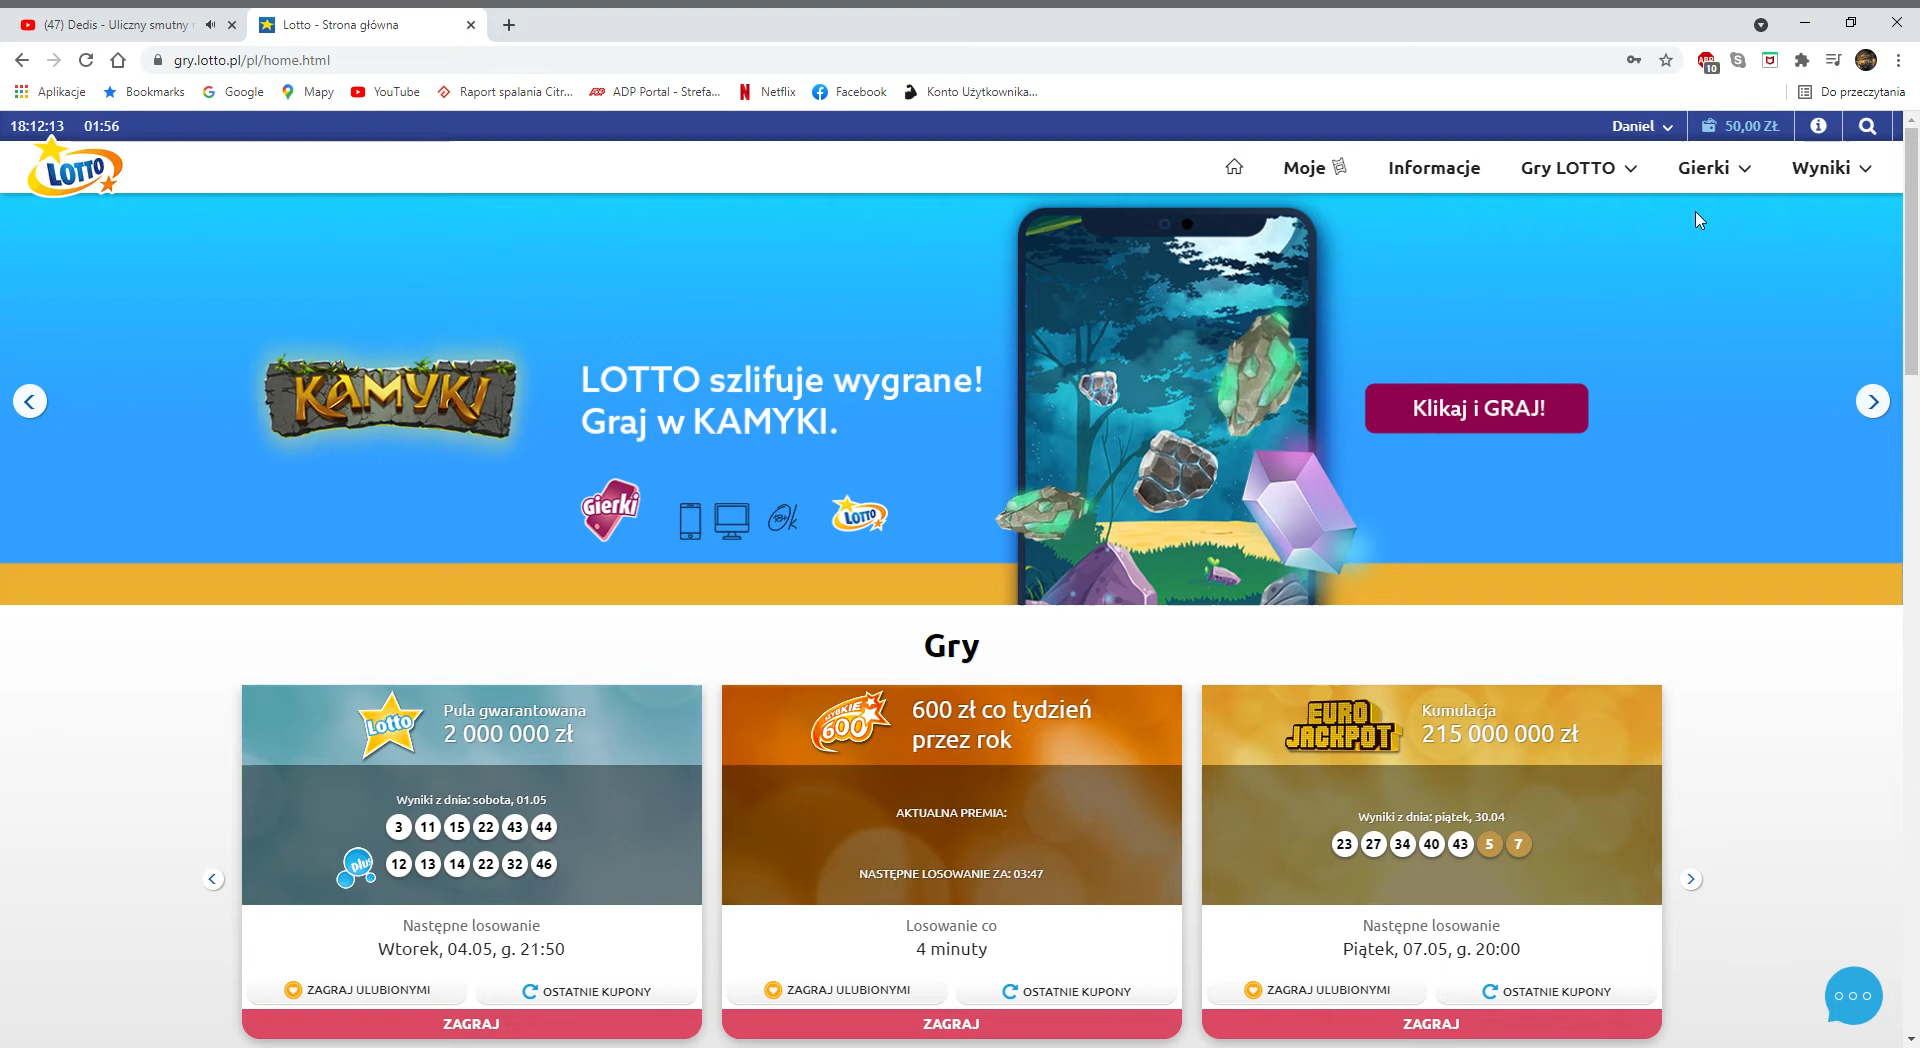 (47) Dedis - Uliczny smutny
Lotto - Strona główna
gry.lotto.pl/pl/home.html
ABP
10
Aplikacje
Bookmarks
Google
Mapy
YouTube
Raport spalania Citr...
ADP Portal - Strefa...
Netflix
Facebook
Konto Użytkownika...
Do przeczytania
18:12:13 01:56
Daniel
50,00 ZŁ
LOTTO
Moje
Informacje
Gry LOTTO
Gierki
Wyniki
KAMYKI
LOTTO szlifuje wygrane!
Graj w KAMYKI.
Klikaj i GRAJ!
Gierki
18+
LOTTO
Gry
Lotto
Pula gwarantowana
2 000 000 zł
Wyniki z dnia: sobota, 01.05
3 11 15 22 43 44
plus
12 13 14 22 32 46
Następne losowanie
Wtorek, 04.05, g. 21:50
ZAGRAJ ULUBIONYMI
OSTATNIE KUPONY
ZAGRAJ
SZYBKIE
600
600 zł co tydzień
przez rok
AKTUALNA PREMIA:
NASTĘPNE LOSOWANIE ZA: 03:47
Losowanie co
4 minuty
ZAGRAJ ULUBIONYMI
OSTATNIE KUPONY
ZAGRAJ
EURO
JACKPOT
Kumulacja
215 000 000 zł
Wyniki z dnia: piątek, 30.04
23 27 34 40 43 5 7
Następne losowanie
Piątek, 07.05, g. 20:00
ZAGRAJ ULUBIONYMI
OSTATNIE KUPONY
ZAGRAJ